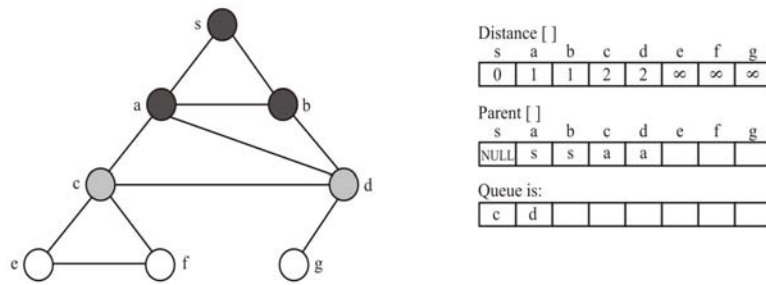 s
a b
c d
e f g
Distance [ ]
s a b c d e f g
0 1 1 2 2 ∞ ∞ ∞
Parent [ ]
s a b c d e f g
NULL s s a a
Queue is:
c d